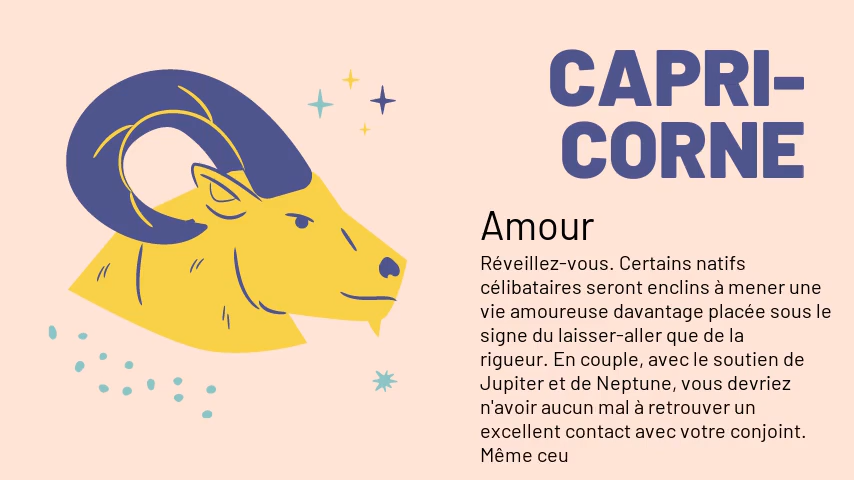 CAPRI-
CORNE
Amour
Réveillez-vous. Certains natifs
célibataires seront enclins à mener une
vie amoureuse davantage placée sous le
signe du laisser-aller que de la
rigueur. En couple, avec le soutien de
Jupiter et de Neptune, vous devriez
n'avoir aucun mal à retrouver un
excellent contact avec votre conjoint.
Même ceu